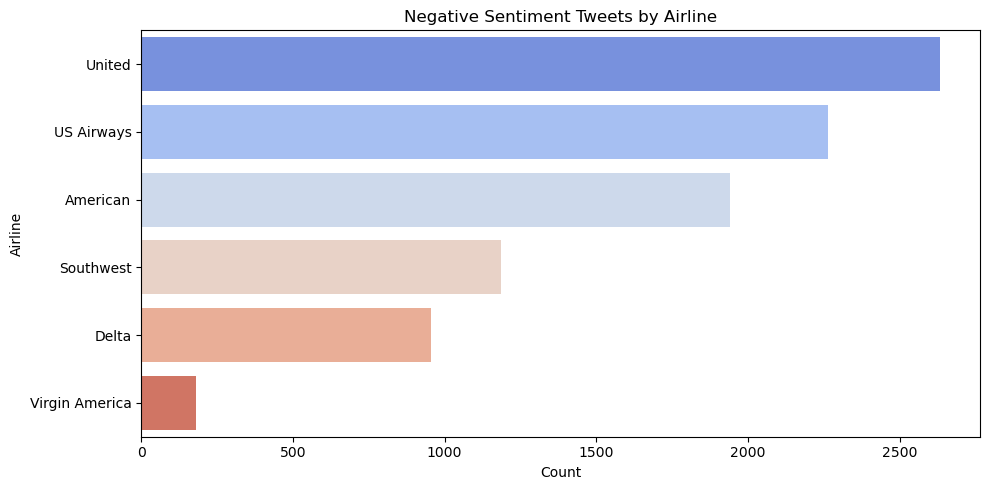 Negative Sentiment Tweets by Airline
Airline
United
US Airways
American
Southwest
Delta
Virgin America
0 500 1000 1500 2000 2500
Count